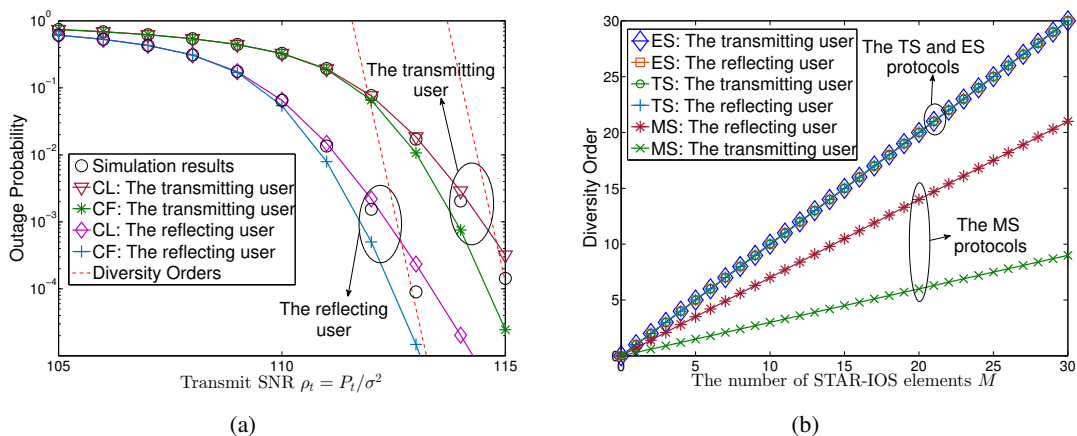 10^0
10^{-1}
10^{-2}
10^{-3}
10^{-4}
Outage Probability
The transmitting
user
Simulation results
CL: The transmitting user
CF: The transmitting user
CL: The reflecting user
CF: The reflecting user
Diversity Orders
The reflecting
user
105
110
115
Transmit SNR ρ_t = P_t/σ^2
(a)
30
25
20
15
10
5
0
Diversity Order
ES: The transmitting user
ES: The reflecting user
TS: The transmitting user
TS: The reflecting user
MS: The reflecting user
MS: The transmitting user
The TS and ES
protocols
The MS
protocols
0
5
10
15
20
25
30
The number of STAR-IOS elements M
(b)